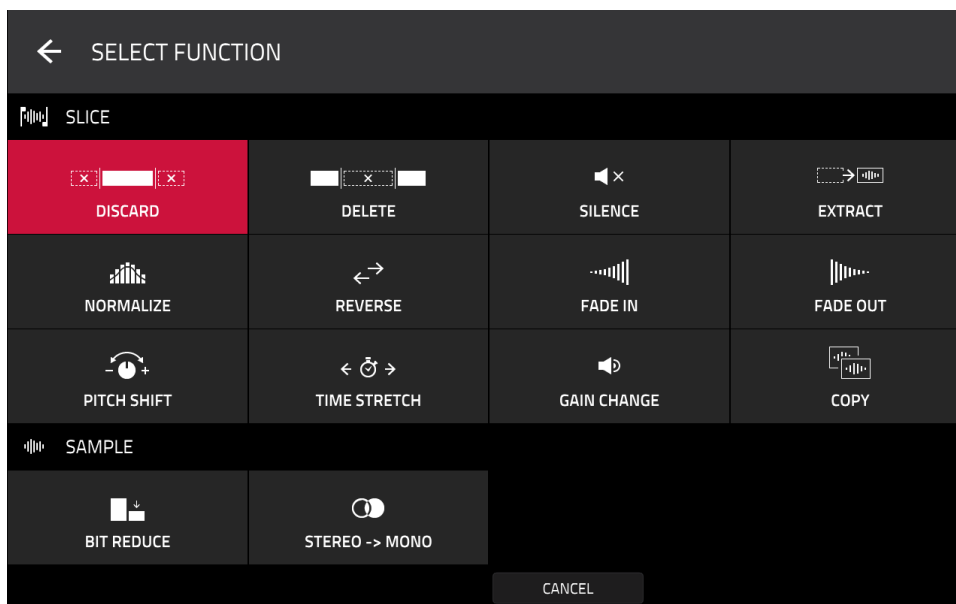 SELECT FUNCTION
SLICE
DISCARD
DELETE
SILENCE
EXTRACT
NORMALIZE
REVERSE
FADE IN
FADE OUT
PITCH SHIFT
TIME STRETCH
GAIN CHANGE
COPY
SAMPLE
BIT REDUCE
STEREO -> MONO
CANCEL